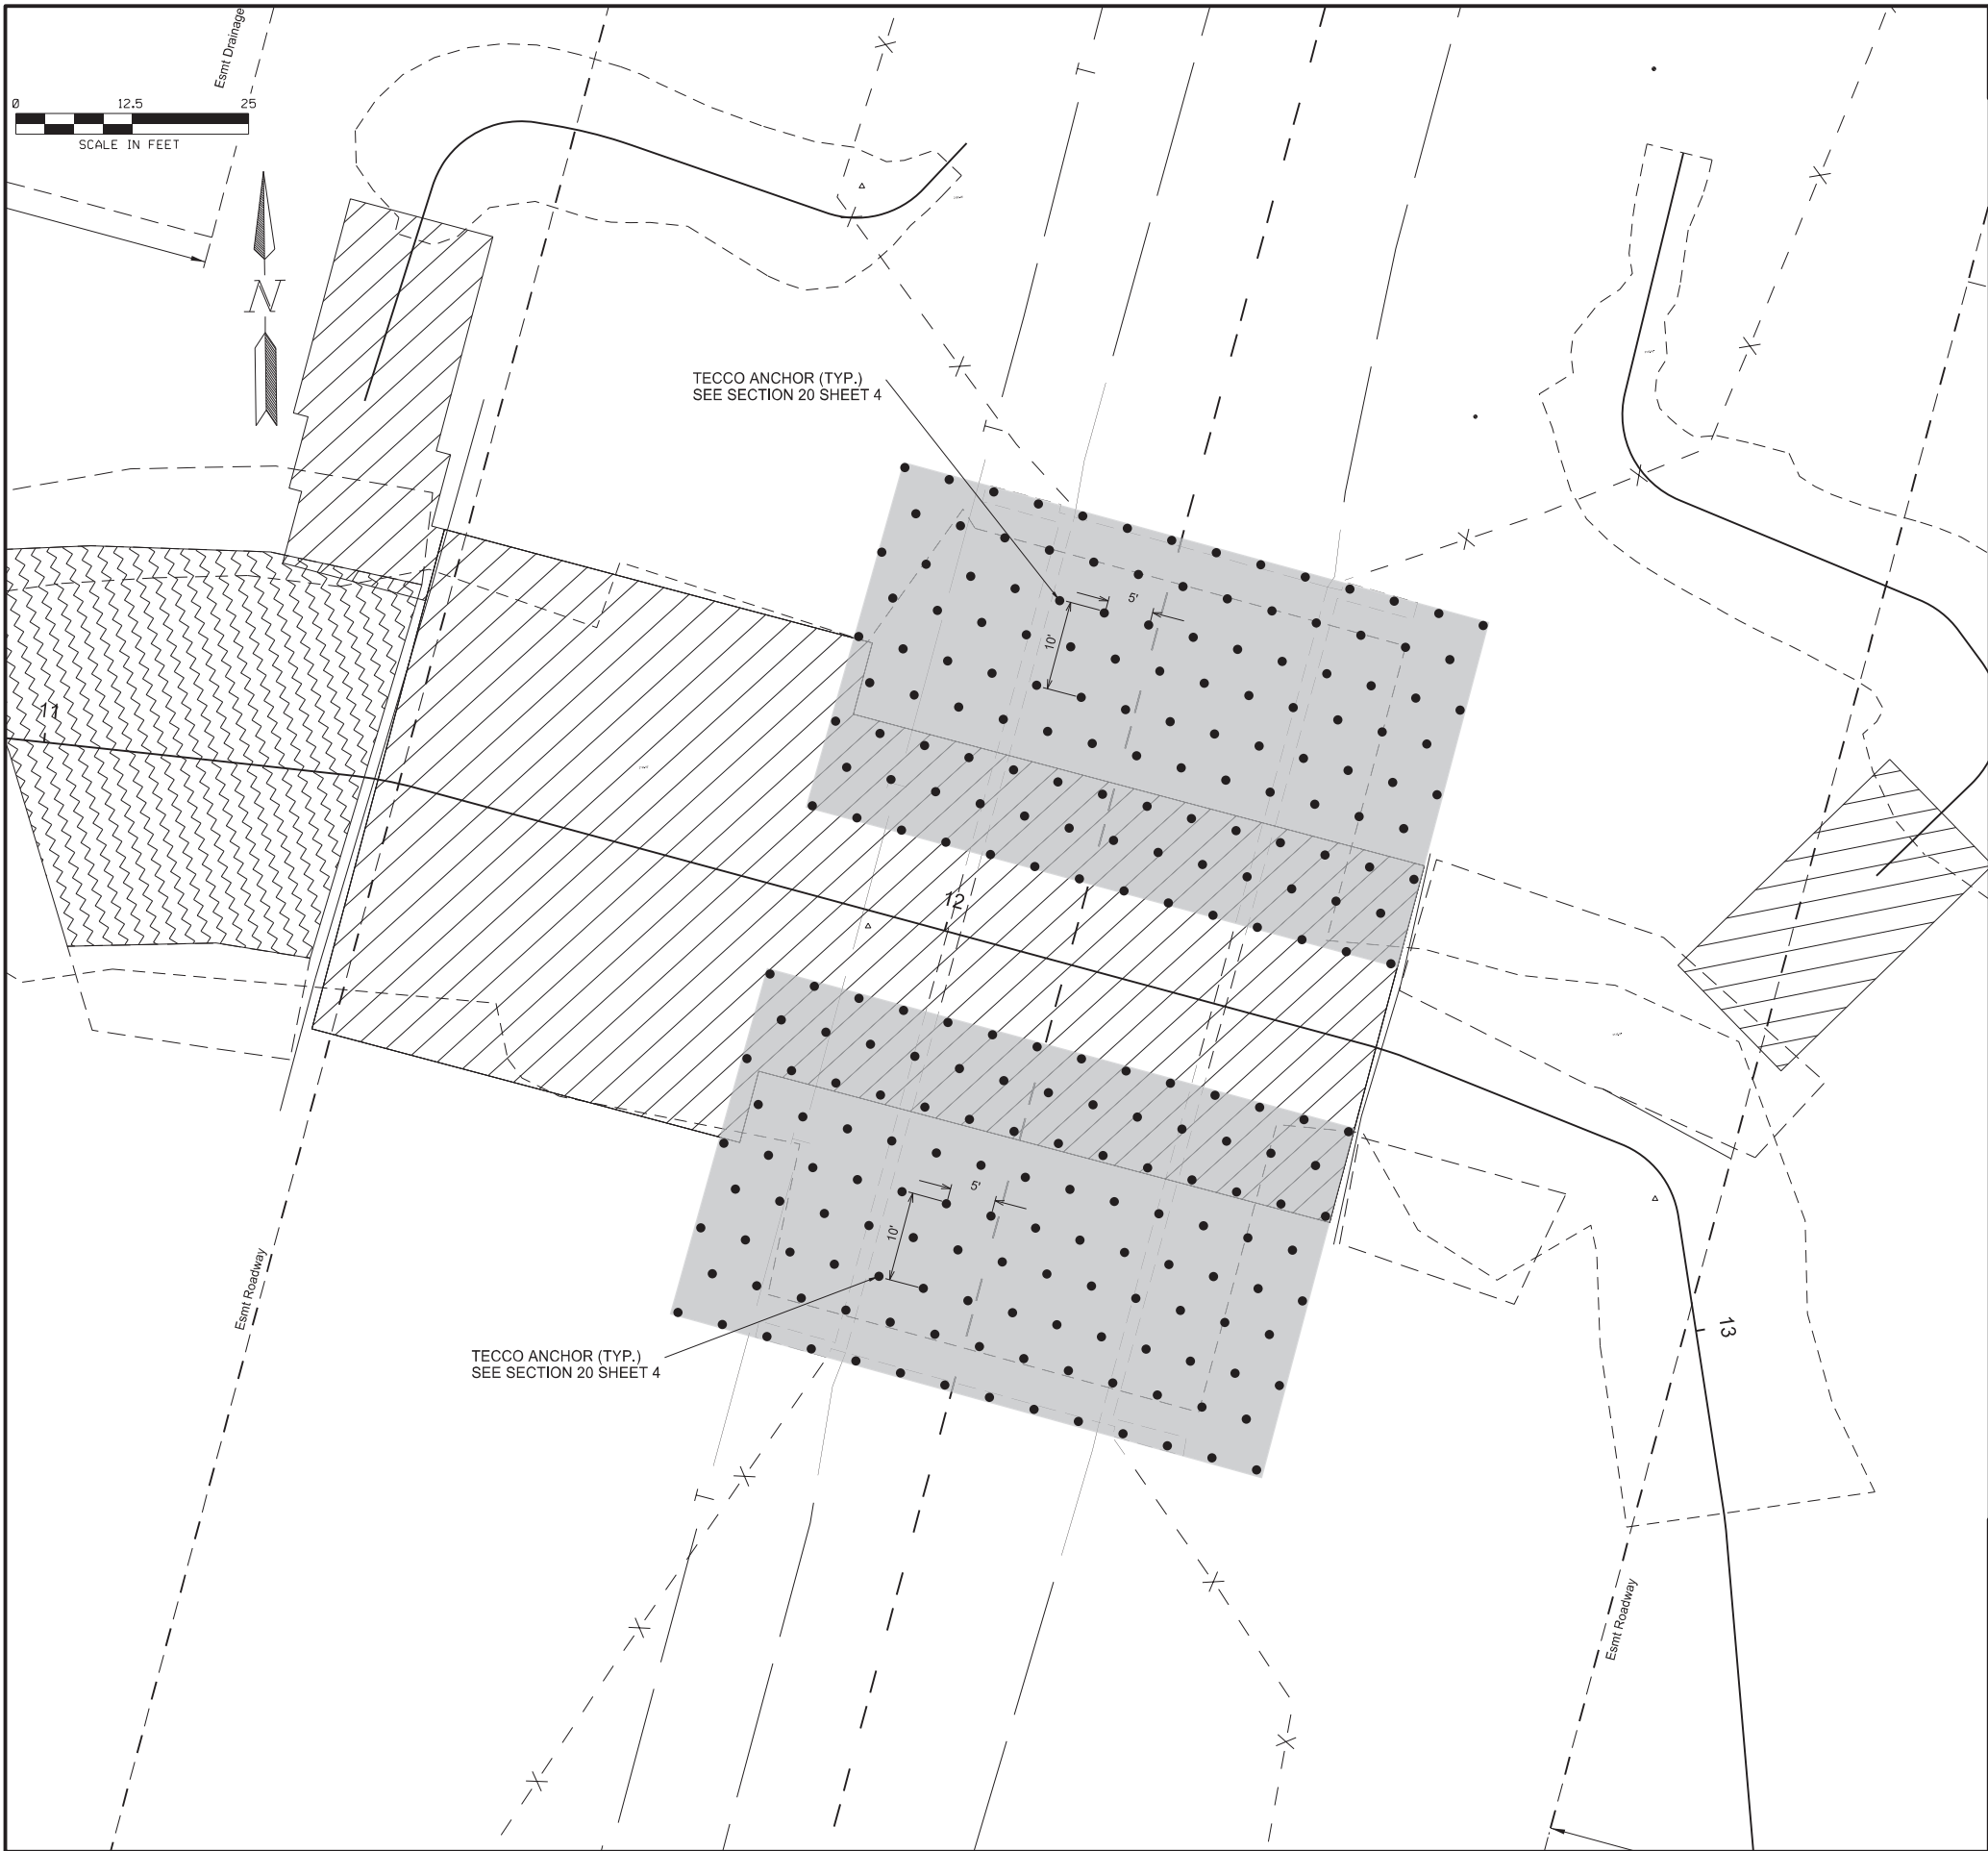 Esmt Drainage
Ø 12.5 25
SCALE IN FEET
N
TECCO ANCHOR (TYP.)
SEE SECTION 20 SHEET 4
5'
10'
11
12
5'
10'
Esmt Roadway
13
TECCO ANCHOR (TYP.)
SEE SECTION 20 SHEET 4
Esmt Roadway